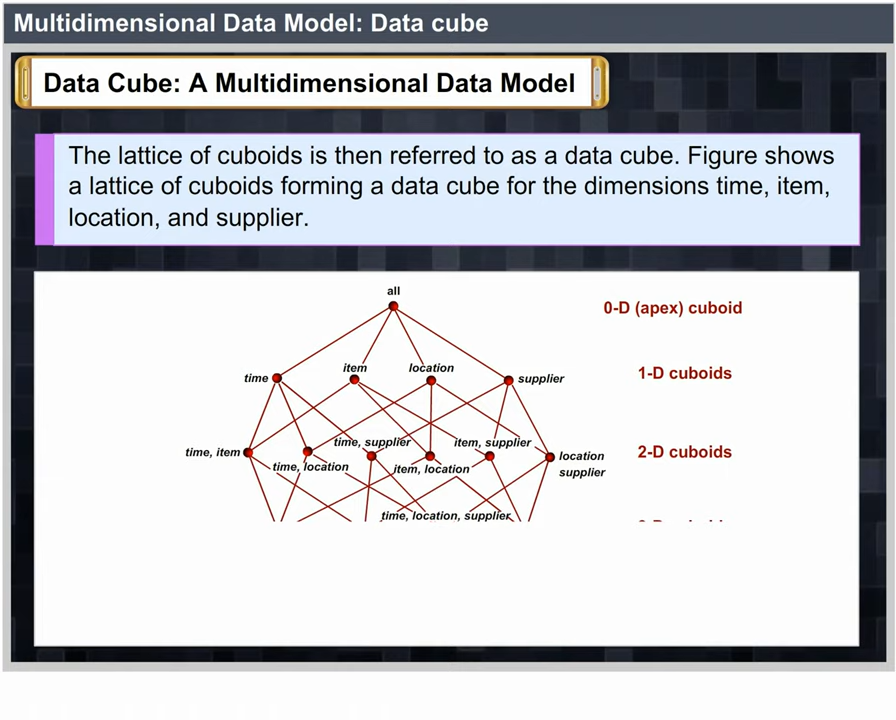 Multidimensional Data Model: Data cube
Data Cube: A Multidimensional Data Model
The lattice of cuboids is then referred to as a data cube. Figure shows
a lattice of cuboids forming a data cube for the dimensions time, item,
location, and supplier.
all
0-D (apex) cuboid
time
item
location
supplier
1-D cuboids
time, item
time, location
time, supplier
item, location
item, supplier
location
supplier
2-D cuboids
time, location, supplier